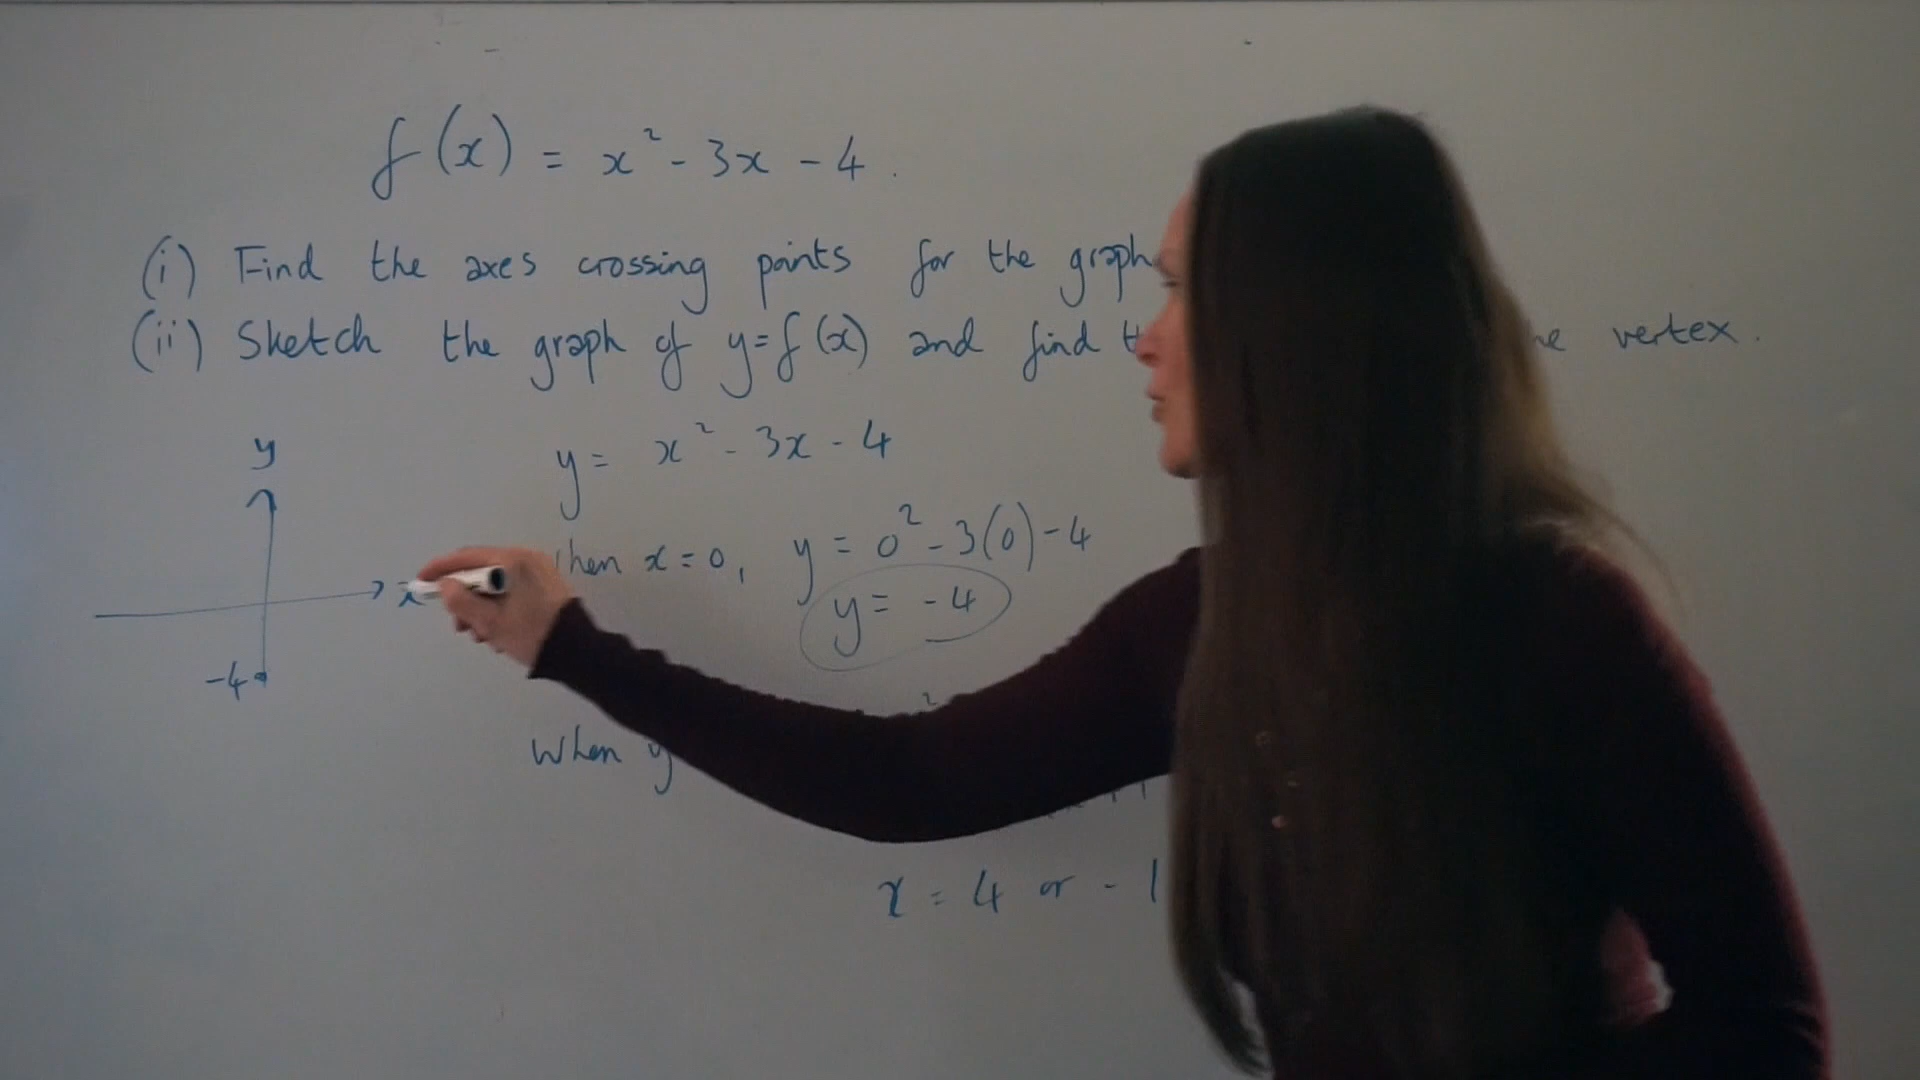 f(x) = x² - 3x - 4.
(i) Find the axes crossing points for the graph
(ii) Sketch the graph of y=f(x) and find vertex.
y
y = x² - 3x - 4
x = 0, y = 0² - 3(0) - 4
x
y = -4
-4
When y
x = 4 or -1